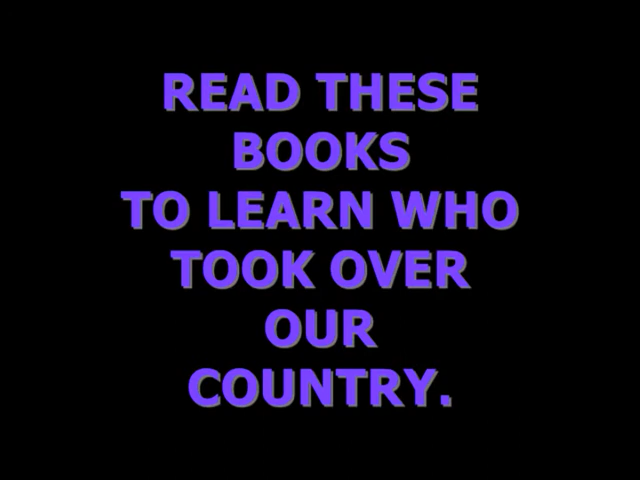 READ THESE
BOOKS
TO LEARN WHO
TOOK OVER
OUR
COUNTRY.